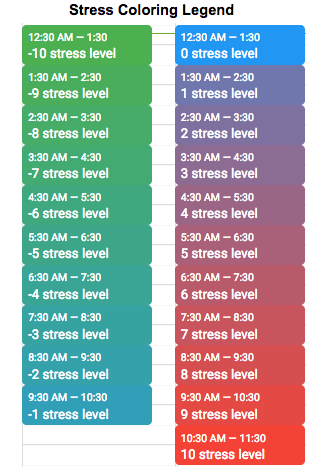 Stress Coloring Legend
12:30 AM – 1:30
-10 stress level
1:30 AM – 2:30
-9 stress level
2:30 AM – 3:30
-8 stress level
3:30 AM – 4:30
-7 stress level
4:30 AM – 5:30
-6 stress level
5:30 AM – 6:30
-5 stress level
6:30 AM – 7:30
-4 stress level
7:30 AM – 8:30
-3 stress level
8:30 AM – 9:30
-2 stress level
9:30 AM – 10:30
-1 stress level
12:30 AM – 1:30
0 stress level
1:30 AM – 2:30
1 stress level
2:30 AM – 3:30
2 stress level
3:30 AM – 4:30
3 stress level
4:30 AM – 5:30
4 stress level
5:30 AM – 6:30
5 stress level
6:30 AM – 7:30
6 stress level
7:30 AM – 8:30
7 stress level
8:30 AM – 9:30
8 stress level
9:30 AM – 10:30
9 stress level
10:30 AM – 11:30
10 stress level